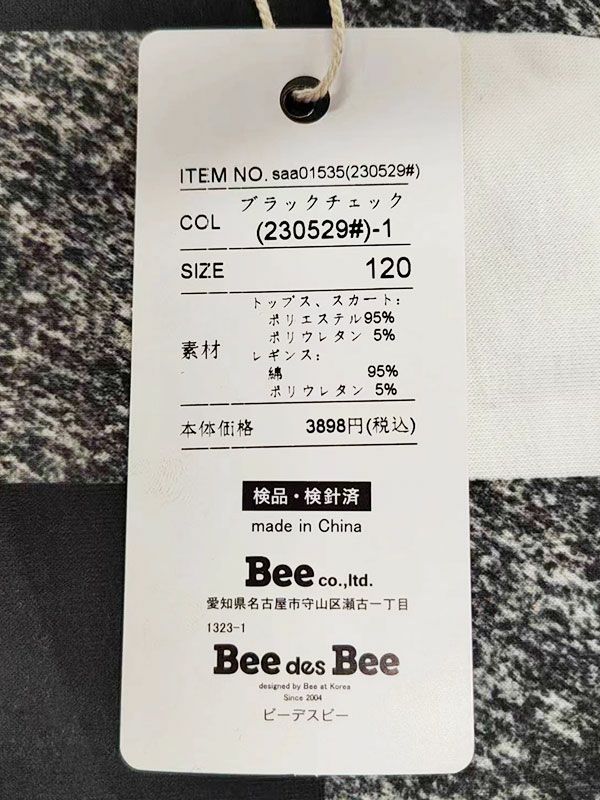 ITEM NO. saa01535(230529#)
COL ブラックチェック
(230529#)-1
SIZE 120
素材
トップス、スカート:
ポリエステル95%
ポリウレタン 5%
レギンス:
綿 95%
ポリウレタン 5%
本体価格 3898円(税込)
検品・検針済
made in China
Bee co.,ltd.
愛知県名古屋市守山区瀬古一丁目
1323-1
Bee des Bee
designed by Bee at Korea
Since 2004
ビーデスビー